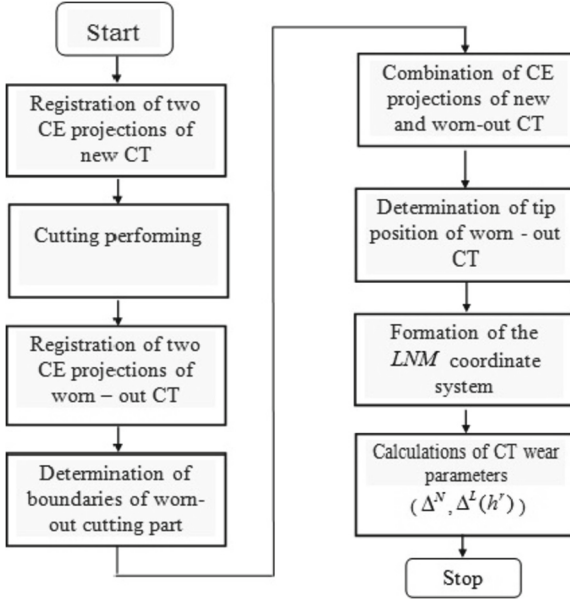 Start
Registration of two
CE projections of
new CT
Cutting performing
Registration of two
CE projections of
worn – out CT
Determination of
boundaries of worn-
out cutting part
Combination of CE
projections of new
and worn-out CT
Determination of tip
position of worn - out
CT
Formation of the
LNM coordinate
system
Calculations of CT wear
parameters
( Δᴺ, Δᴸ(hʳ) )
Stop